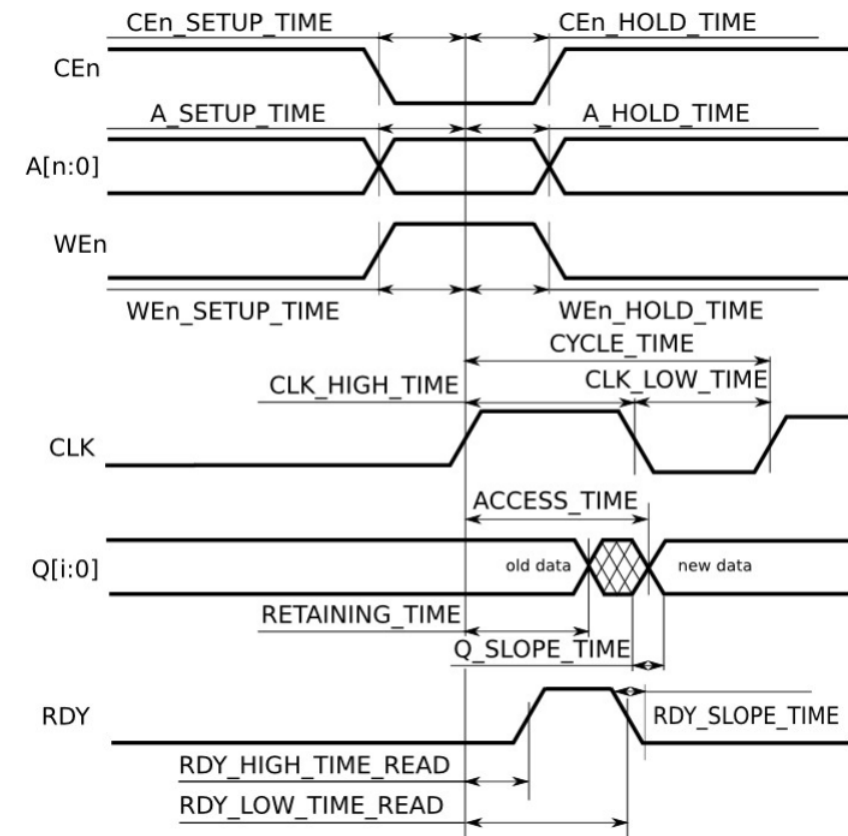 CEn_SETUP_TIME CEn_HOLD_TIME
CEn
A_SETUP_TIME A_HOLD_TIME
A[n:0]
WEn
WEn_SETUP_TIME WEn_HOLD_TIME
CYCLE_TIME
CLK_HIGH_TIME CLK_LOW_TIME
CLK
ACCESS_TIME
Q[i:0] old data new data
RETAINING_TIME
Q_SLOPE_TIME
RDY RDY_SLOPE_TIME
RDY_HIGH_TIME_READ
RDY_LOW_TIME_READ